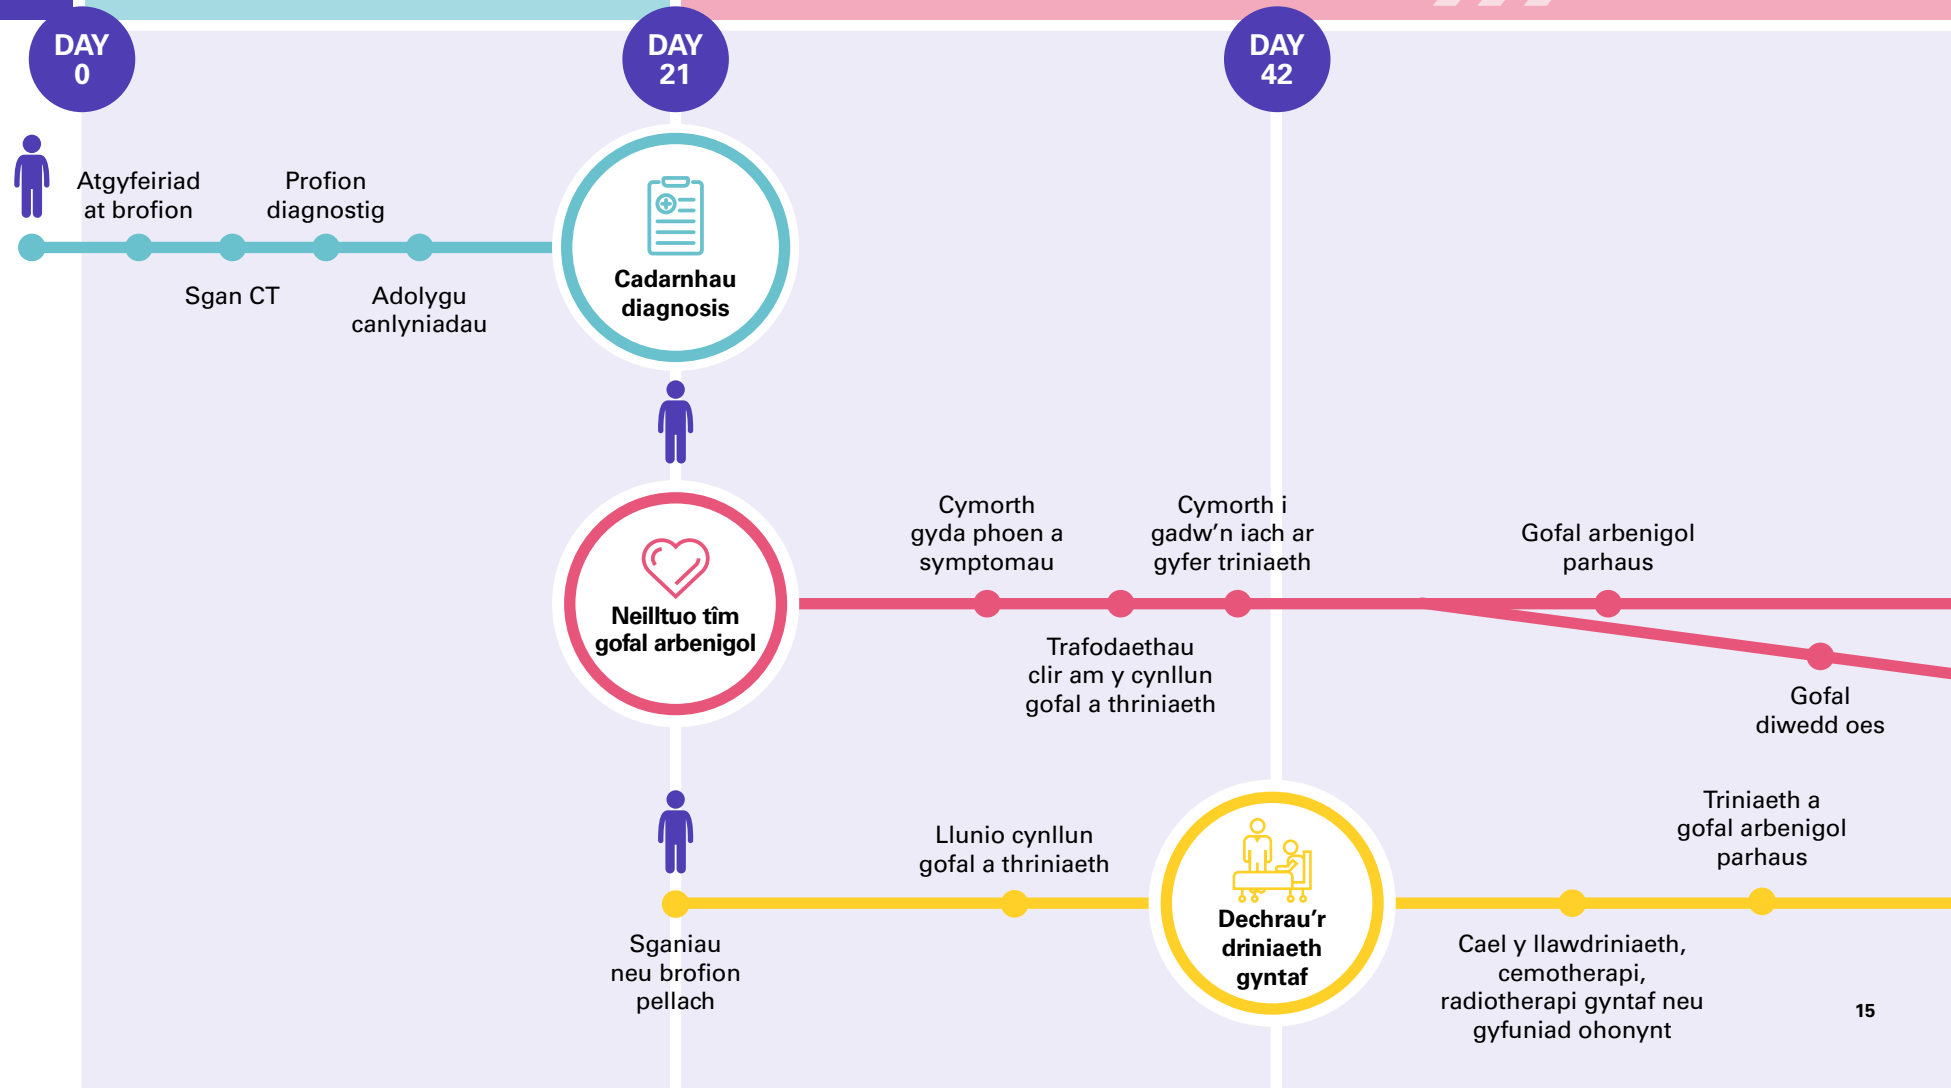 DAY
0
DAY
21
DAY
42
Atgyfeiriad
at brofion
Sgan CT
Profion
diagnostig
Adolygu
canlyniadau
Cadarnhau
diagnosis
Neilltuo tîm
gofal arbenigol
Cymorth
gyda phoen a
symptomau
Trafodaethau
clir am y cynllun
gofal a thriniaeth
Cymorth i
gadw'n iach ar
gyfer triniaeth
Gofal arbenigol
parhaus
Gofal
diwedd oes
Sganiau
neu brofion
pellach
Llunio cynllun
gofal a thriniaeth
Dechrau'r
driniaeth
gyntaf
Cael y llawdriniaeth,
cemotherapi,
radiotherapi gyntaf neu
gyfuniad ohonynt
Triniaeth a
gofal arbenigol
parhaus
15